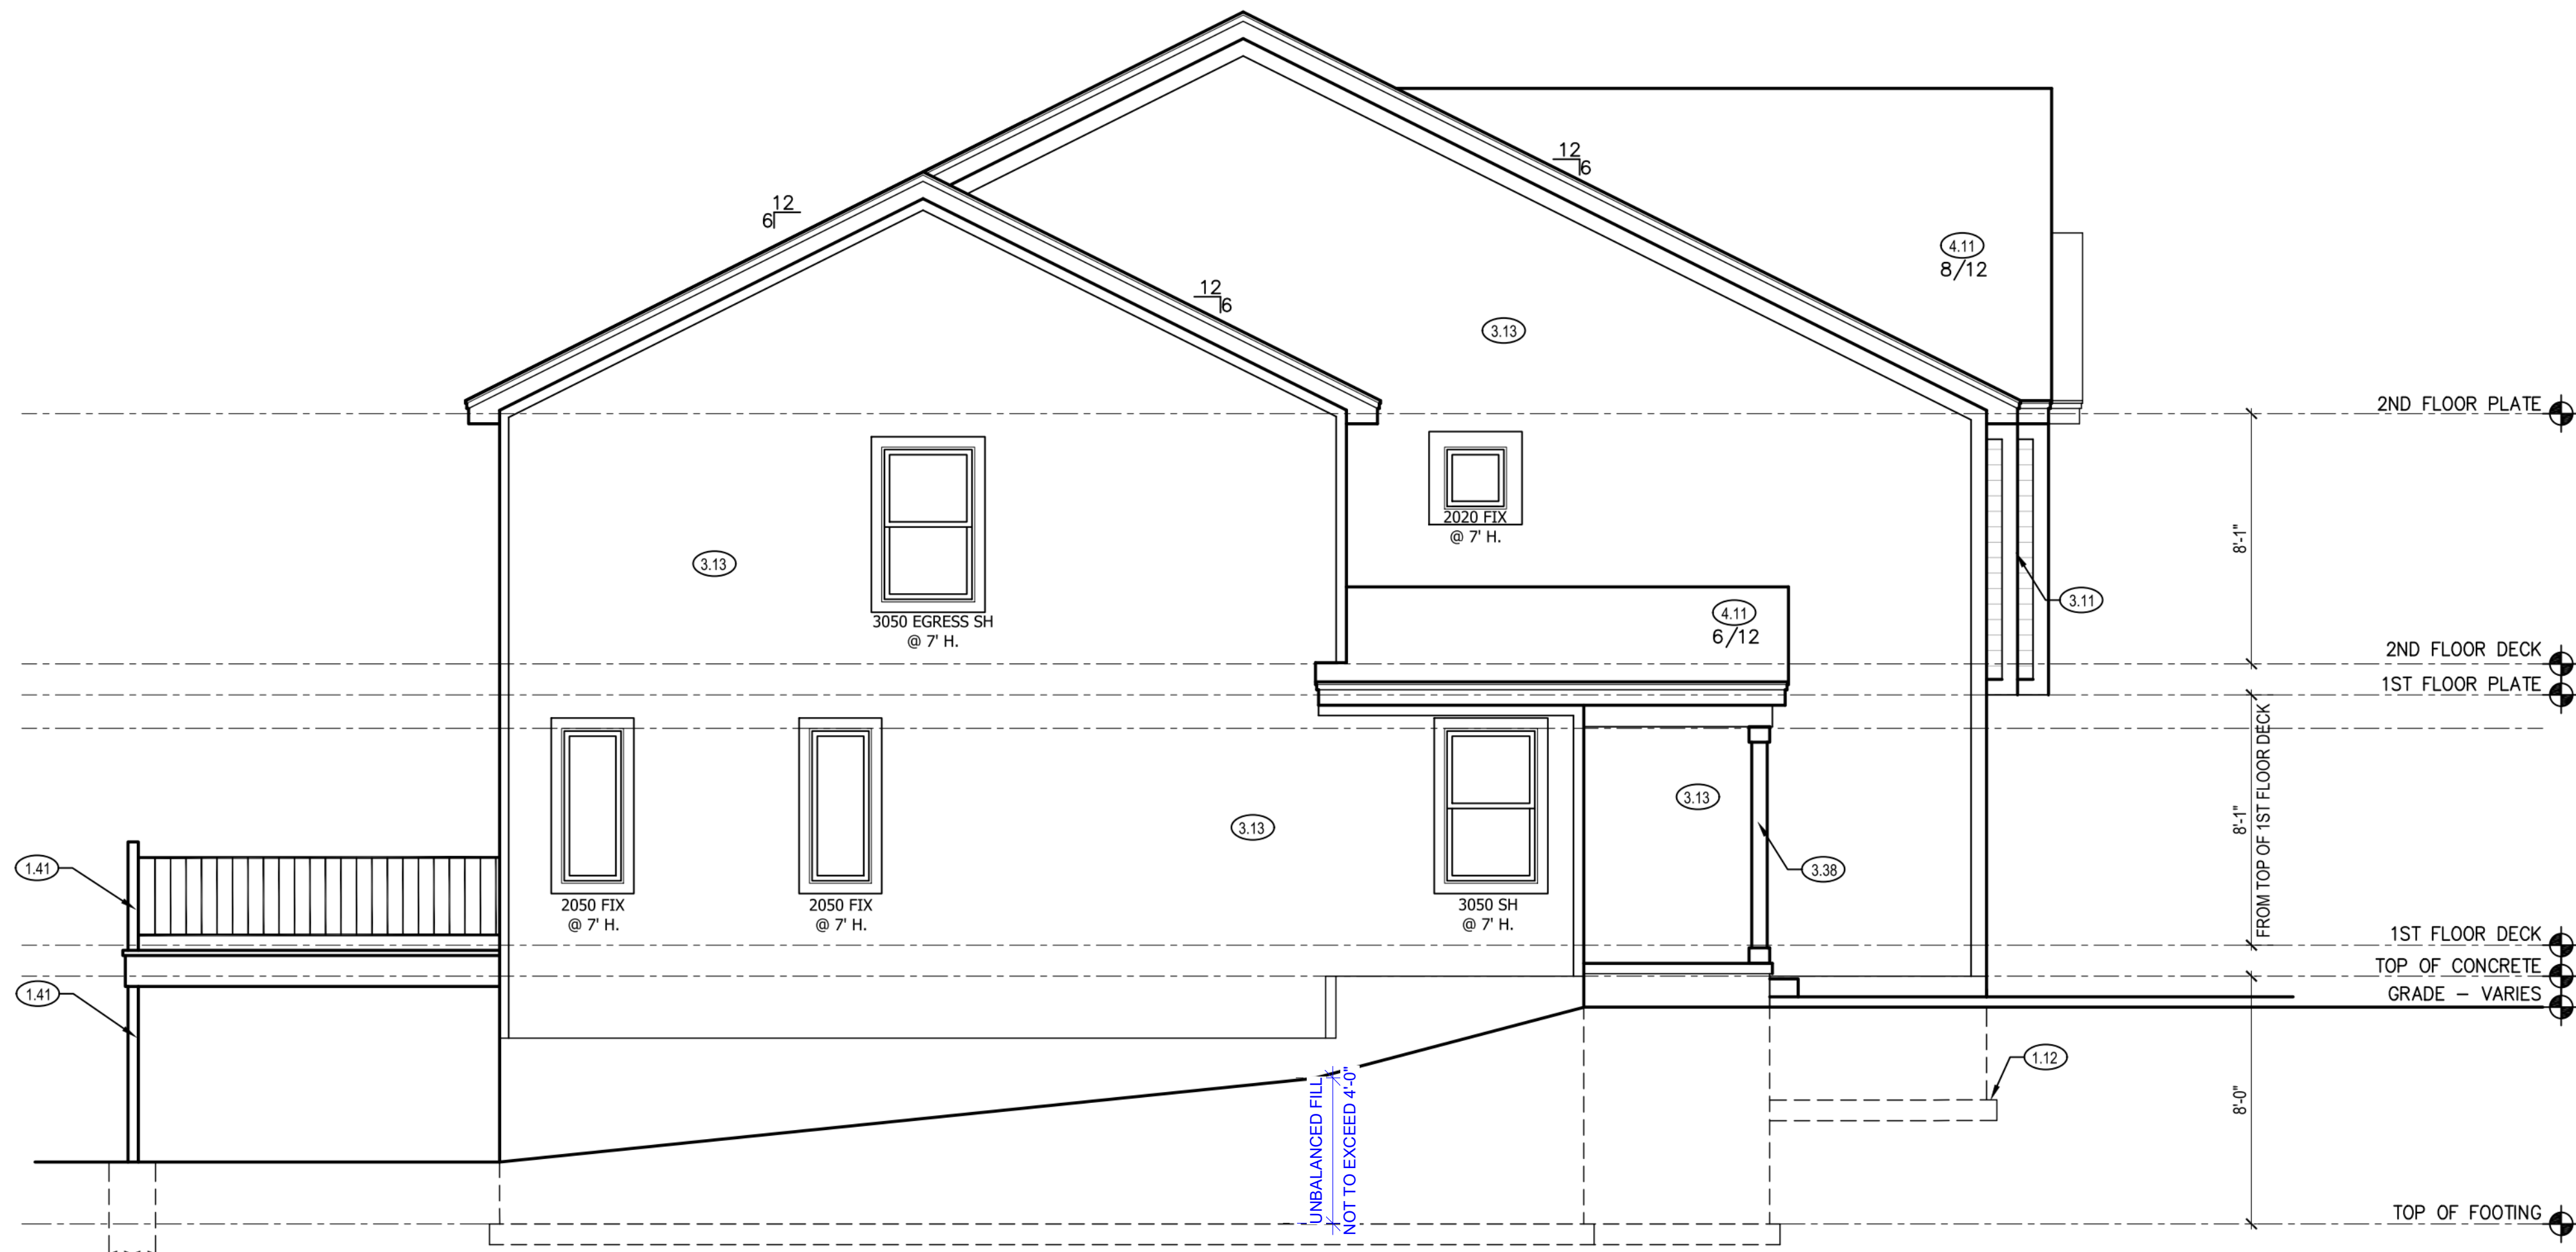 12
6
4.11
8/12
12
6
12
6
3.13
2ND FLOOR PLATE
2020 FIX
@ 7' H.
8'-1"
3.13
3050 EGRESS SH
@ 7' H.
4.11
6/12
3.11
2ND FLOOR DECK
1ST FLOOR PLATE
8'-1"
FROM TOP OF 1ST FLOOR DECK
3.13
3.13
3.38
1.41
2050 FIX
@ 7' H.
2050 FIX
@ 7' H.
3050 SH
@ 7' H.
1ST FLOOR DECK
TOP OF CONCRETE
GRADE – VARIES
1.41
1.12
UNBALANCED FILL
NOT TO EXCEED 4'-0"
8'-0"
TOP OF FOOTING